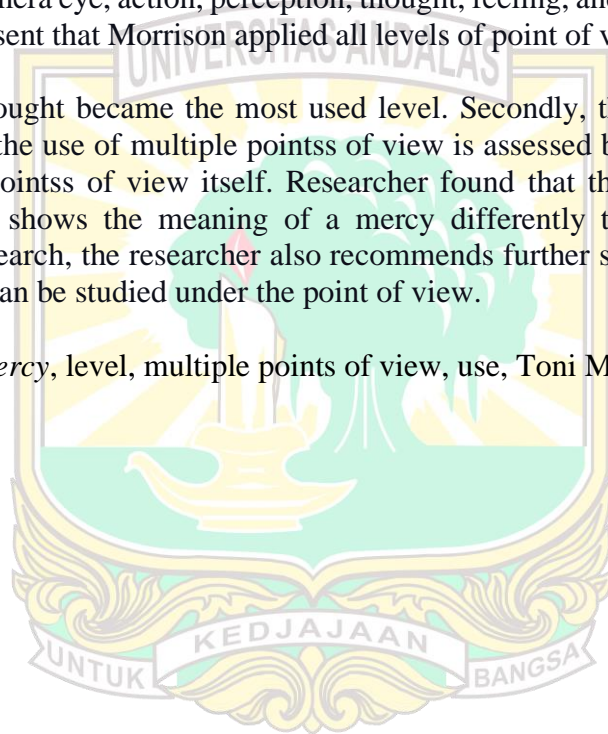 era eye, action, perception, thought, feeling, and
sent that Morrison applied all levels of point of v
UNIVERSITAS ANDALAS
ought became the most used level. Secondly, th
the use of multiple pointss of view is assessed b
ointss of view itself. Researcher found that th
shows the meaning of a mercy differently t
earch, the researcher also recommends further s
an be studied under the point of view.
ercy, level, multiple points of view, use, Toni M
KEDJAJAAN
UNTUK
BANGSA